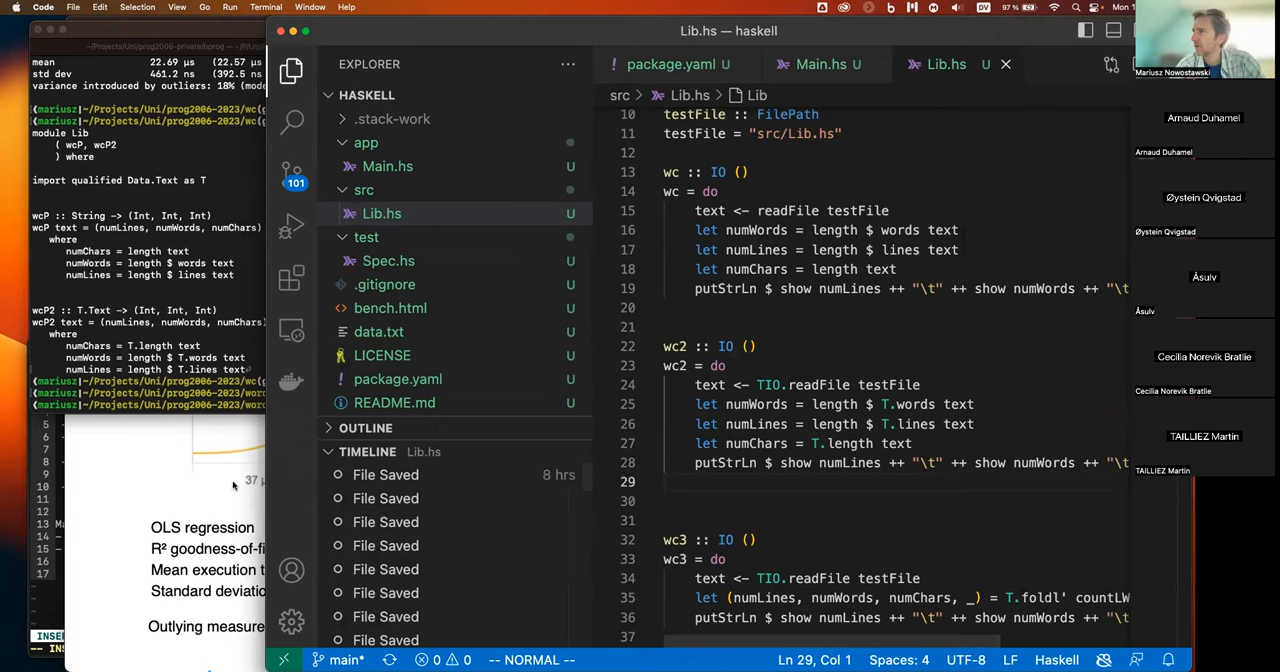 Code File Edit Selection View Go Run Terminal Window Help
DV 97 % Mon 1
~/Projects/Uni/prog2006-private/bprog — ~/P/U/
mean 22.69 μs (22.57 μs
std dev 461.2 ns (392.5 ns
variance introduced by outliers: 18% (mode
(mariusz)~/Projects/Uni/prog2006-2023/wc(g
(mariusz)~/Projects/Uni/prog2006-2023/wc(g
module Lib
( wcP, wcP2
) where
import qualified Data.Text as T
wcP :: String -> (Int, Int, Int)
wcP text = (numLines, numWords, numChars)
where
numChars = length text
numWords = length $ words text
numLines = length $ lines text
wcP2 :: T.Text -> (Int, Int, Int)
wcP2 text = (numLines, numWords, numChars)
where
numChars = T.length text
numWords = length $ T.words text
numLines = length $ T.lines text
(mariusz)~/Projects/Uni/prog2006-2023/wc(g
(mariusz)~/Projects/Uni/prog2006-2023/word
(mariusz)~/Projects/Uni/prog2006-2023/word
5
6
7
8
9
10
11
12
13 Ma
14 –
15 –
16
17
INSER
-- INS
37 μ
OLS regression
R² goodness-of-fi
Mean execution t
Standard deviatio
Outlying measure
Lib.hs — haskell
EXPLORER ···
HASKELL
.stack-work
app
Main.hs U
src
Lib.hs U
test
Spec.hs U
.gitignore U
bench.html U
data.txt U
LICENSE U
package.yaml U
README.md U
101
OUTLINE
TIMELINE Lib.hs
File Saved 8 hrs
File Saved
File Saved
File Saved
File Saved
File Saved
File Saved
File Saved
package.yaml U
Main.hs U
Lib.hs U
src > Lib.hs > Lib
10 testFile :: FilePath
11 testFile = "src/Lib.hs"
12
13 wc :: IO ()
14 wc = do
15 text <- readFile testFile
16 let numWords = length $ words text
17 let numLines = length $ lines text
18 let numChars = length text
19 putStrLn $ show numLines ++ "\t" ++ show numWords ++ "\t
20
21
22 wc2 :: IO ()
23 wc2 = do
24 text <- TIO.readFile testFile
25 let numWords = length $ T.words text
26 let numLines = length $ T.lines text
27 let numChars = T.length text
28 putStrLn $ show numLines ++ "\t" ++ show numWords ++ "\t
29
30
31
32 wc3 :: IO ()
33 wc3 = do
34 text <- TIO.readFile testFile
35 let (numLines, numWords, numChars, _) = T.foldl' countLW
36 putStrLn $ show numLines ++ "\t" ++ show numWords ++ "\t
37
main* 0 0 -- NORMAL -- Ln 29, Col 1 Spaces: 4 UTF-8 LF Haskell
Mariusz Nowostawski
Arnaud Duhamel
Arnaud Duhamel
Øystein Qvigstad
Øystein Qvigstad
Åsulv
Åsulv
Cecilia Norevik Bratlie
Cecilia Norevik Bratlie
TAILLIEZ Martin
TAILLIEZ Martin